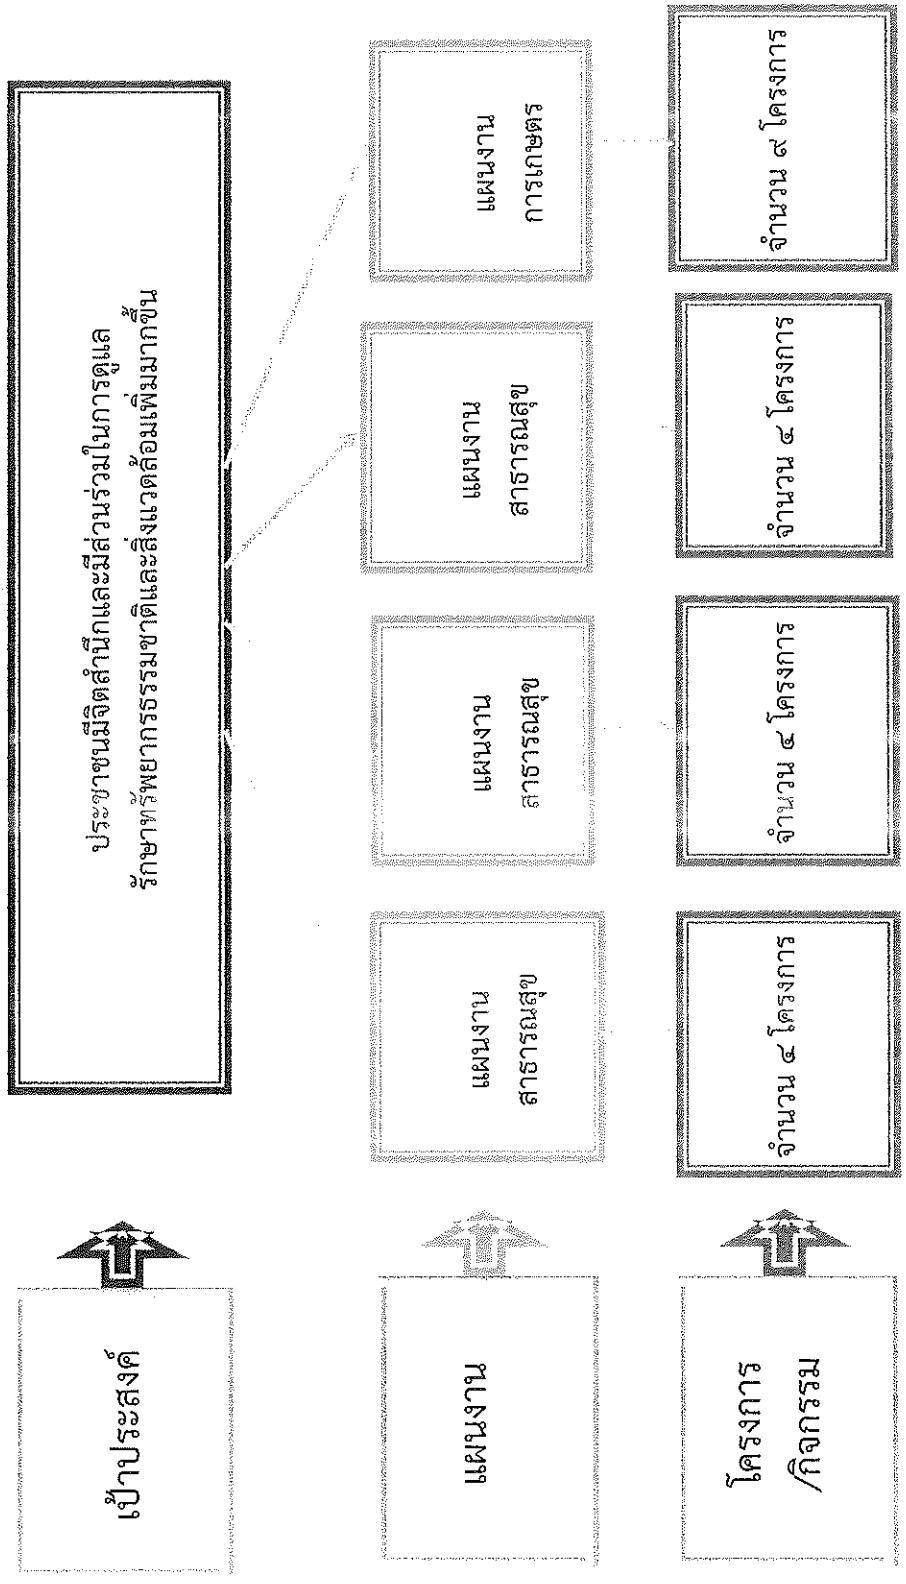 เป้าประสงค์
ประชาชนมีจิตสำนึกและมีส่วนร่วมในการดูแล
รักษาทรัพยากรธรรมชาติและสิ่งแวดล้อมเพิ่มมากขึ้น
แผนงาน
แผนงาน
สาธารณสุข
แผนงาน
สาธารณสุข
แผนงาน
สาธารณสุข
แผนงาน
การเกษตร
โครงการ
/กิจกรรม
จำนวน ๔ โครงการ
จำนวน ๔ โครงการ
จำนวน ๔ โครงการ
จำนวน ๙ โครงการ